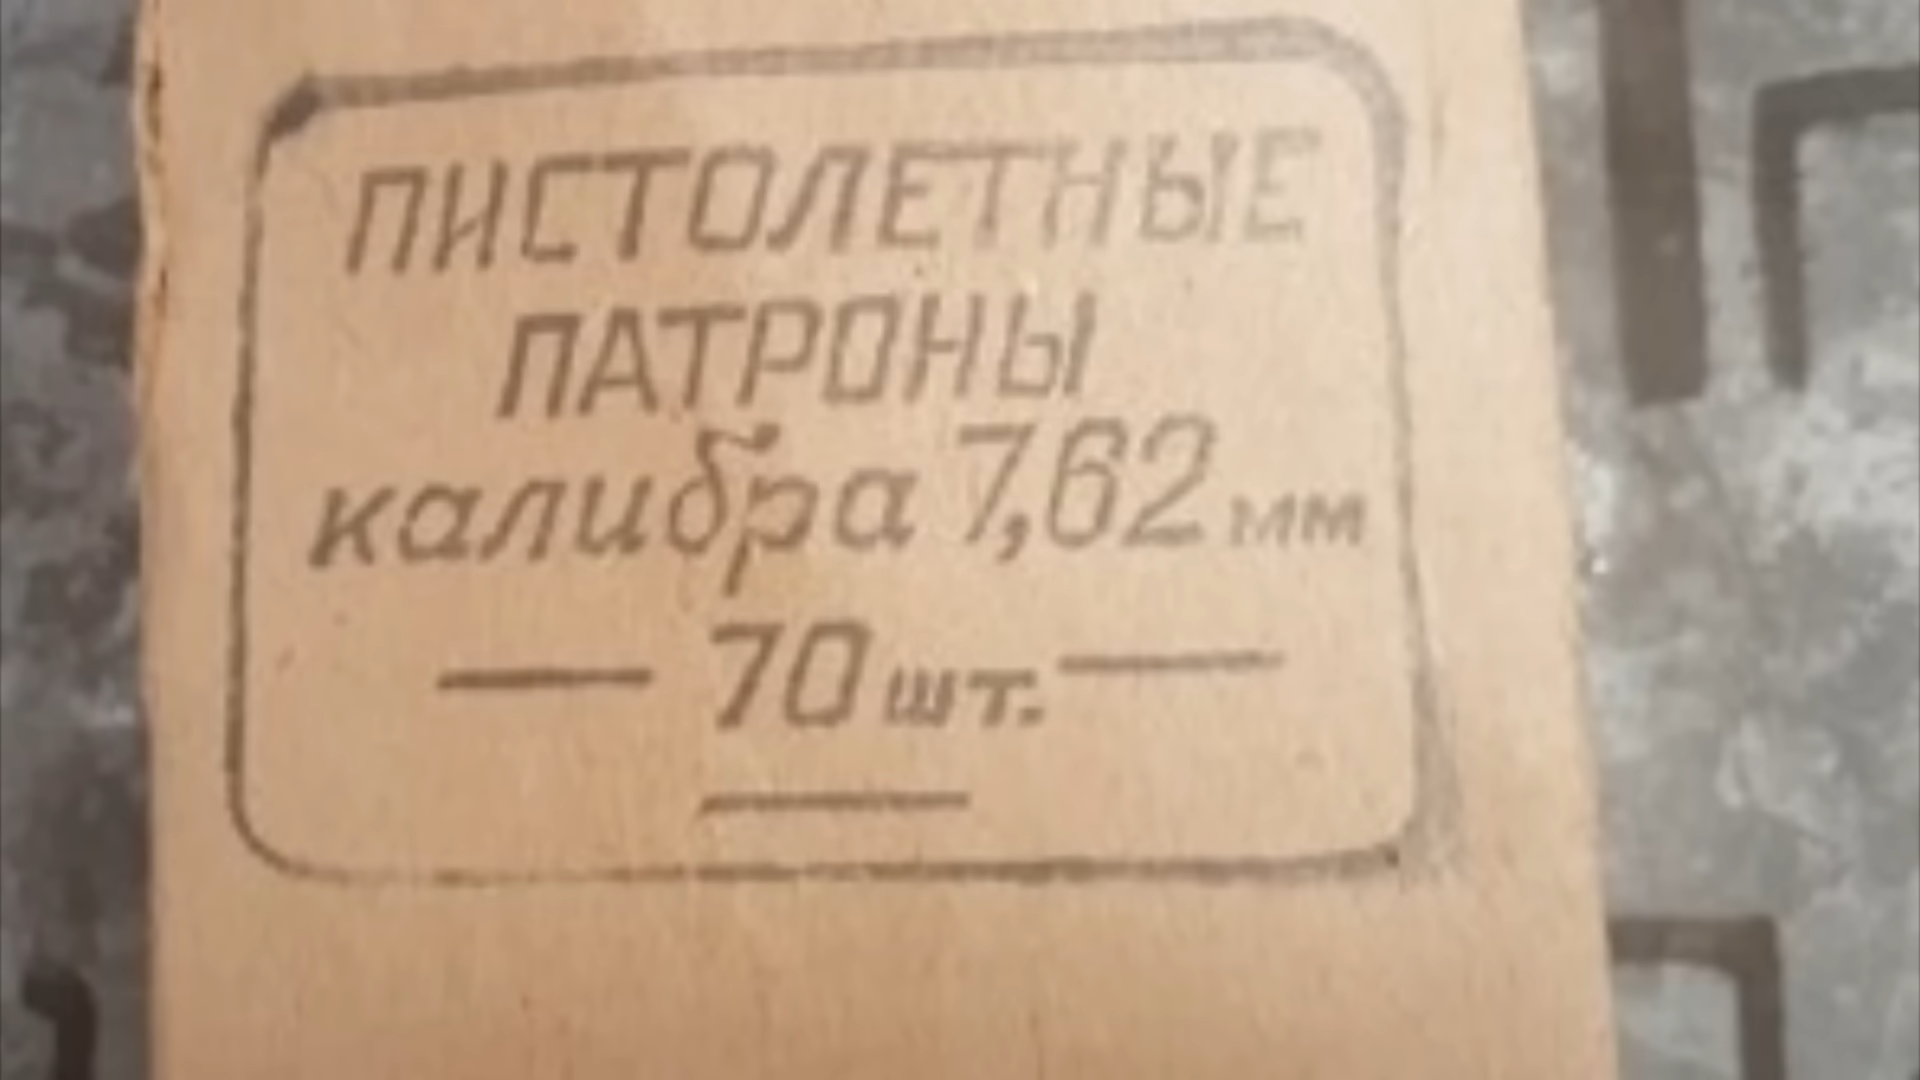 ПИСТОЛЕТНЫЕ
ПАТРОНЫ
калибра 7,62 мм
— 70 шт. —